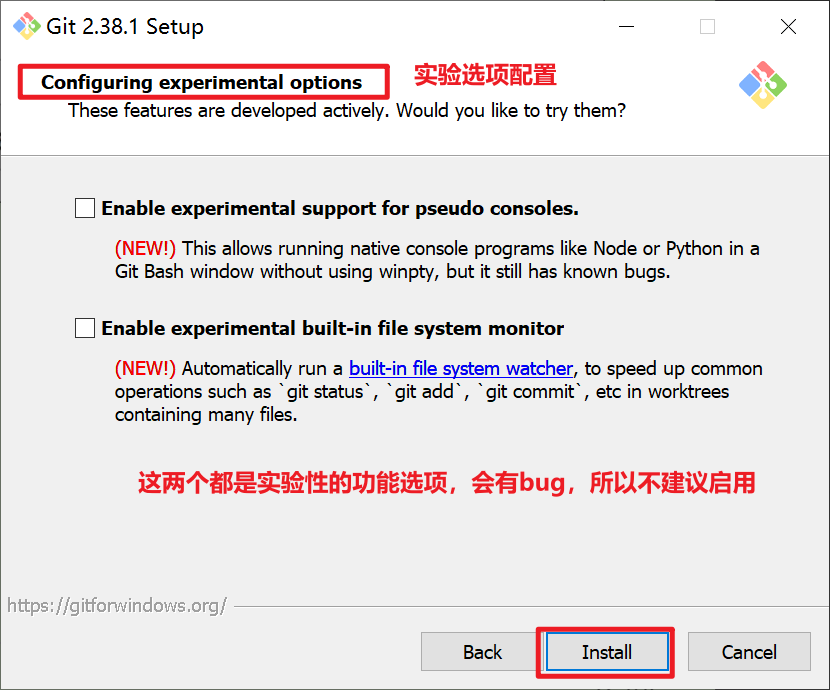 Git 2.38.1 Setup
Configuring experimental options
实验选项配置
These features are developed actively. Would you like to try them?
Enable experimental support for pseudo consoles.
(NEW!) This allows running native console programs like Node or Python in a
Git Bash window without using winpty, but it still has known bugs.
Enable experimental built-in file system monitor
(NEW!) Automatically run a built-in file system watcher, to speed up common
operations such as `git status`, `git add`, `git commit`, etc in worktrees
containing many files.
这两个都是实验性的功能选项，会有bug，所以不建议启用
https://gitforwindows.org/
Back
Install
Cancel